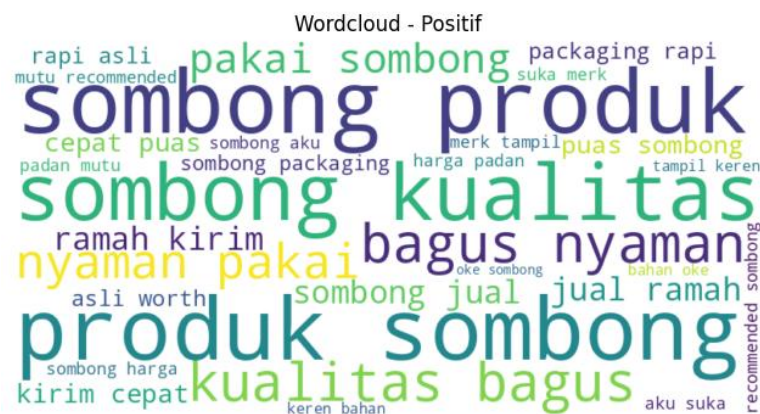 Wordcloud - Positif
rapi asli
pakai sombong
packaging rapi
mutu recommended
suka merk
sombong produk
cepat puas
sombong aku
merk tampil
puas sombong
padan mutu
sombong packaging
harga padan
tampil keren
sombong kualitas
ramah kirim
bagus nyaman
nyaman pakai
oke sombong
bahan oke
recommended sombong
asli worth
sombong jual
jual ramah
produk sombong
sombong harga
kualitas bagus
kirim cepat
keren bahan
aku suka